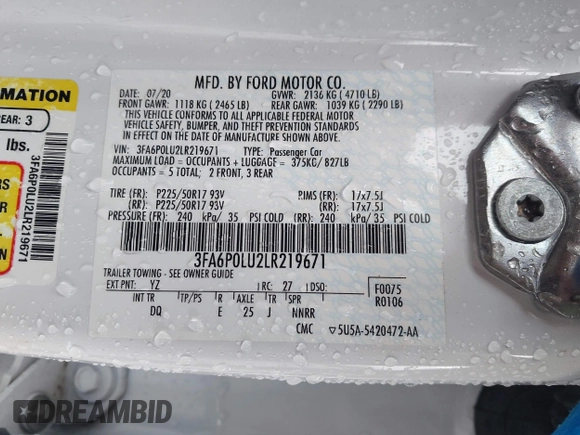 MFD. BY FORD MOTOR CO.
DATE: 07/20 GVWR: 2136 KG ( 4710 LB)
FRONT GAWR: 1118 KG ( 2465 LB) REAR GAWR: 1039 KG ( 2290 LB)
THIS VEHICLE CONFORMS TO ALL APPLICABLE FEDERAL MOTOR
VEHICLE SAFETY, BUMPER, AND THEFT PREVENTION STANDARDS
IN EFFECT ON THE DATE OF MANUFACTURE SHOWN ABOVE.
VIN: 3FA6P0LU2LR219671 TYPE: Passenger Car
MAXIMUM LOAD = OCCUPANTS + LUGGAGE = 375KG/ 827LB
OCCUPANTS = 5 TOTAL; 2 FRONT, 3 REAR
TIRE (FR): P225/50R17 93V RIMS (FR): 17x7.5J
(RR): P225/50R17 93V (RR): 17x7.5J
PRESSURE (FR): 240 kPa/ 35 PSI COLD (RR): 240 kPa/ 35 PSI COLD
3FA6P0LU2LR219671
TRAILER TOWING - SEE OWNER GUIDE
EXT PNT: YZ RC: 27 DSO: F0075
R0106
INT TR TP/PS R AXLE TR SPR
DQ E 25 J NNRR
CMC 5U5A-5420472-AA
MATION
REAR: 3
lbs.
RS
R
3FA6P0LU2LR219671
DREAMBID